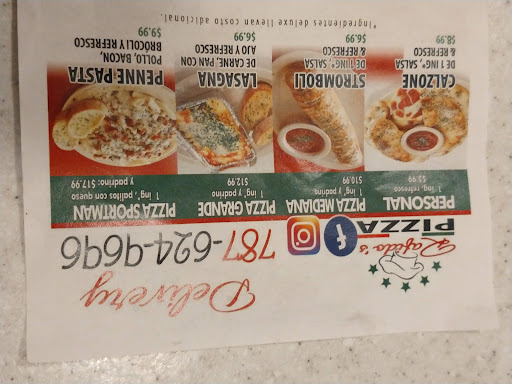 Delivery
Rafito's
PIZZA
787-624-9696
PERSONAL
1 ing, refresco
$5.99
PIZZA MEDIANA
1 ing, y padrino
$10.99
PIZZA GRANDE
1 ing, y padrino
$12.99
PIZZA SPORTMAN
1 ing., palitos con queso
y padrino: $17.99
CALZONE
DE 1 ING*, SALSA
& REFRESCO
$8.99
STROMBOLI
DE 1 ING*, SALSA
& REFRESCO
$6.99
LASAGNA
DE CARNE, PAN CON
AJO Y REFRESCO
$6.99
PENNE PASTA
POLLO, BACON,
BRÓCOLI Y REFRESCO
$9.99
*Ingredientes deluxe llevan costo adicional.